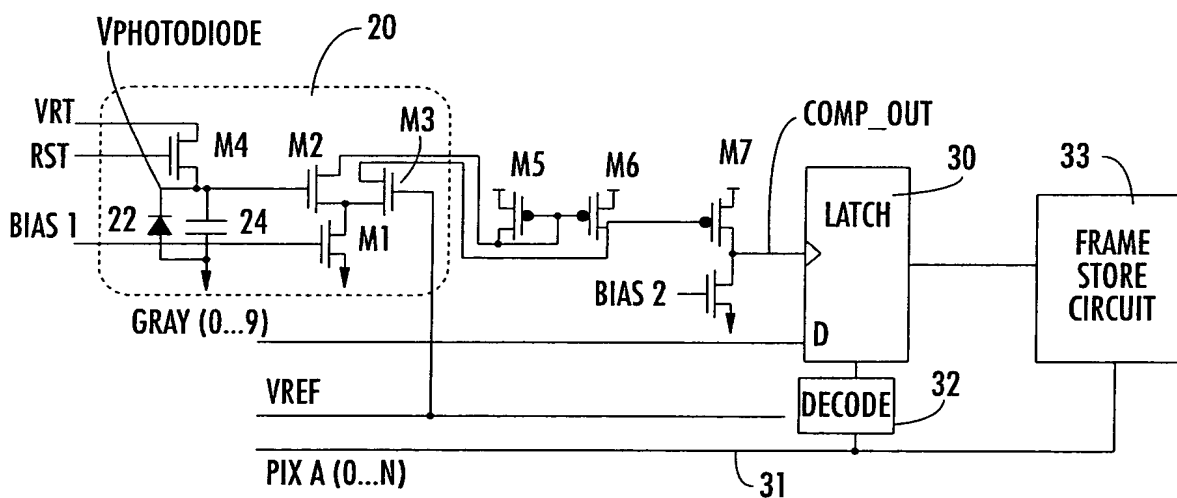 VPHOTODIODE
20
VRT
RST
M4
M2
M3
BIAS 1
22
24
M1
M5
M6
M7
COMP_OUT
30
LATCH
33
FRAME
STORE
CIRCUIT
BIAS 2
GRAY (0...9)
D
VREF
DECODE
32
PIX A (0...N)
31